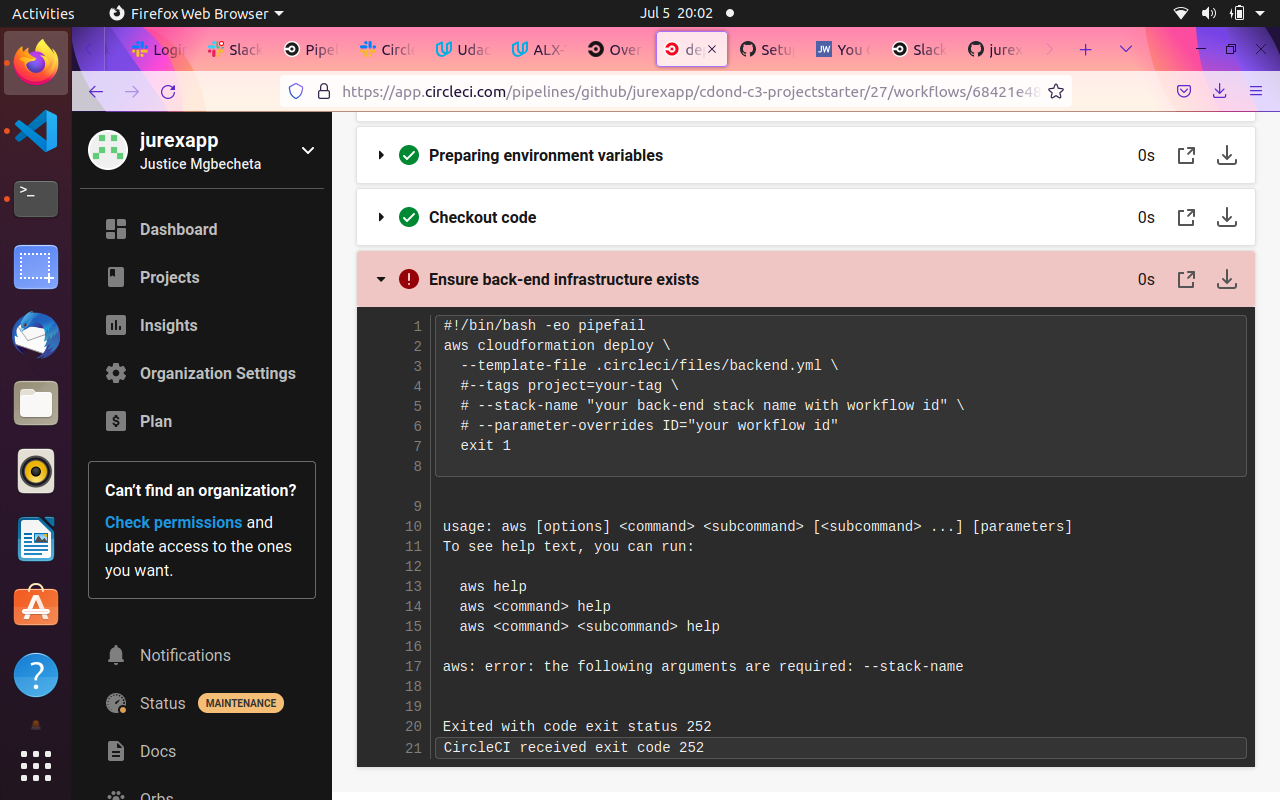 Activities
Firefox Web Browser
Jul 5 20:02
Login
Slack
Pipel
Circle
Udac
ALX-
Over
dep
Setup
JW
You
Slack
jurex
https://app.circleci.com/pipelines/github/jurexapp/cdond-c3-projectstarter/27/workflows/68421e48
jurexapp
Justice Mgbecheta
Dashboard
Projects
Insights
Organization Settings
Plan
Can't find an organization?
Check permissions and
update access to the ones
you want.
Notifications
Status MAINTENANCE
Docs
Orbs
Preparing environment variables 0s
Checkout code 0s
Ensure back-end infrastructure exists 0s
1 #!/bin/bash -eo pipefail
2 aws cloudformation deploy \
3 --template-file .circleci/files/backend.yml \
4 #--tags project=your-tag \
5 # --stack-name "your back-end stack name with workflow id" \
6 # --parameter-overrides ID="your workflow id"
7 exit 1
8
9
10 usage: aws [options] <command> <subcommand> [<subcommand> ...] [parameters]
11 To see help text, you can run:
12
13 aws help
14 aws <command> help
15 aws <command> <subcommand> help
16
17 aws: error: the following arguments are required: --stack-name
18
19
20 Exited with code exit status 252
21 CircleCI received exit code 252